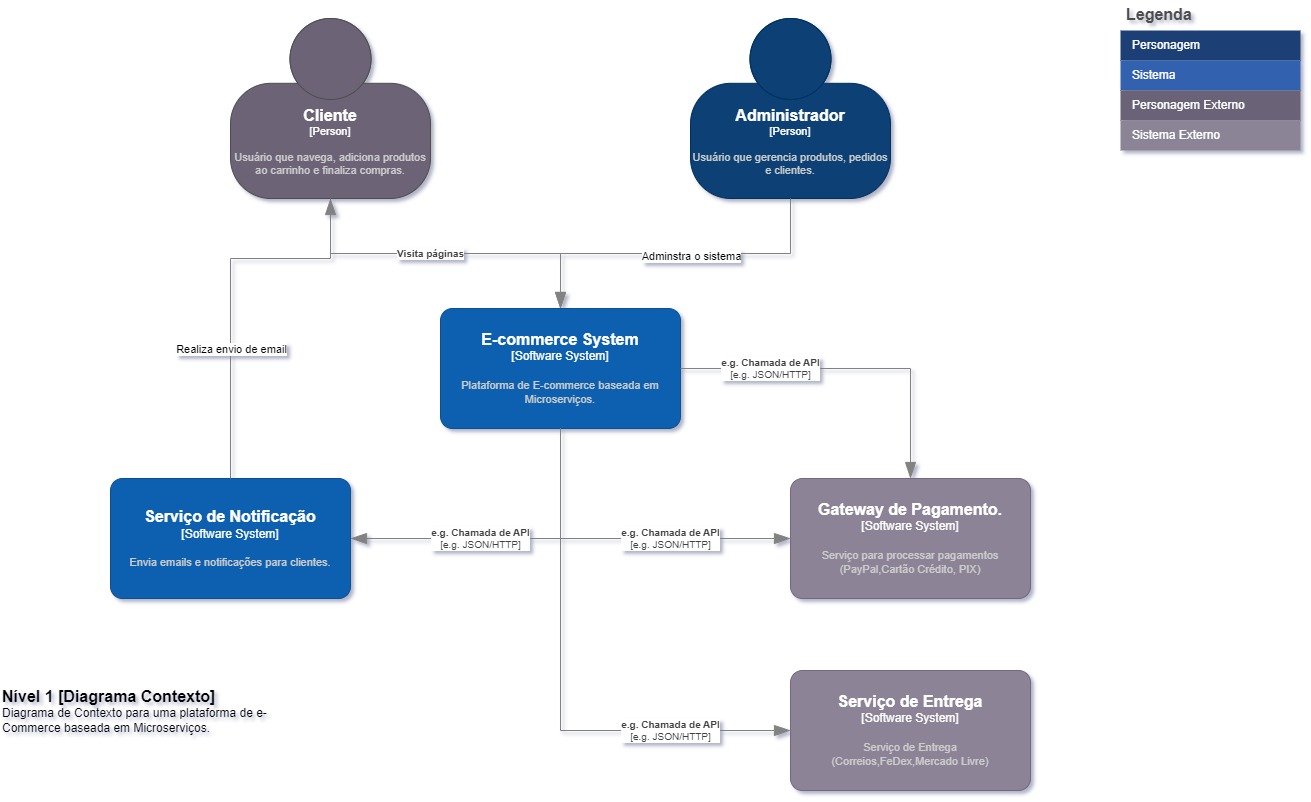 Legenda
Personagem
Sistema
Personagem Externo
Sistema Externo
Cliente
[Person]
Usuário que navega, adiciona produtos
ao carrinho e finaliza compras.
Administrador
[Person]
Usuário que gerencia produtos, pedidos
e clientes.
Visita páginas
Adminstra o sistema
Realiza envio de email
E-commerce System
[Software System]
Plataforma de E-commerce baseada em
Microserviços.
e.g. Chamada de API
[e.g. JSON/HTTP]
Serviço de Notificação
[Software System]
Envia emails e notificações para clientes.
e.g. Chamada de API
[e.g. JSON/HTTP]
e.g. Chamada de API
[e.g. JSON/HTTP]
Gateway de Pagamento.
[Software System]
Serviço para processar pagamentos
(PayPal,Cartão Crédito, PIX)
Nível 1 [Diagrama Contexto]
Diagrama de Contexto para uma plataforma de e-
Commerce baseada em Microserviços.
e.g. Chamada de API
[e.g. JSON/HTTP]
Serviço de Entrega
[Software System]
Serviço de Entrega
(Correios,FeDex,Mercado Livre)